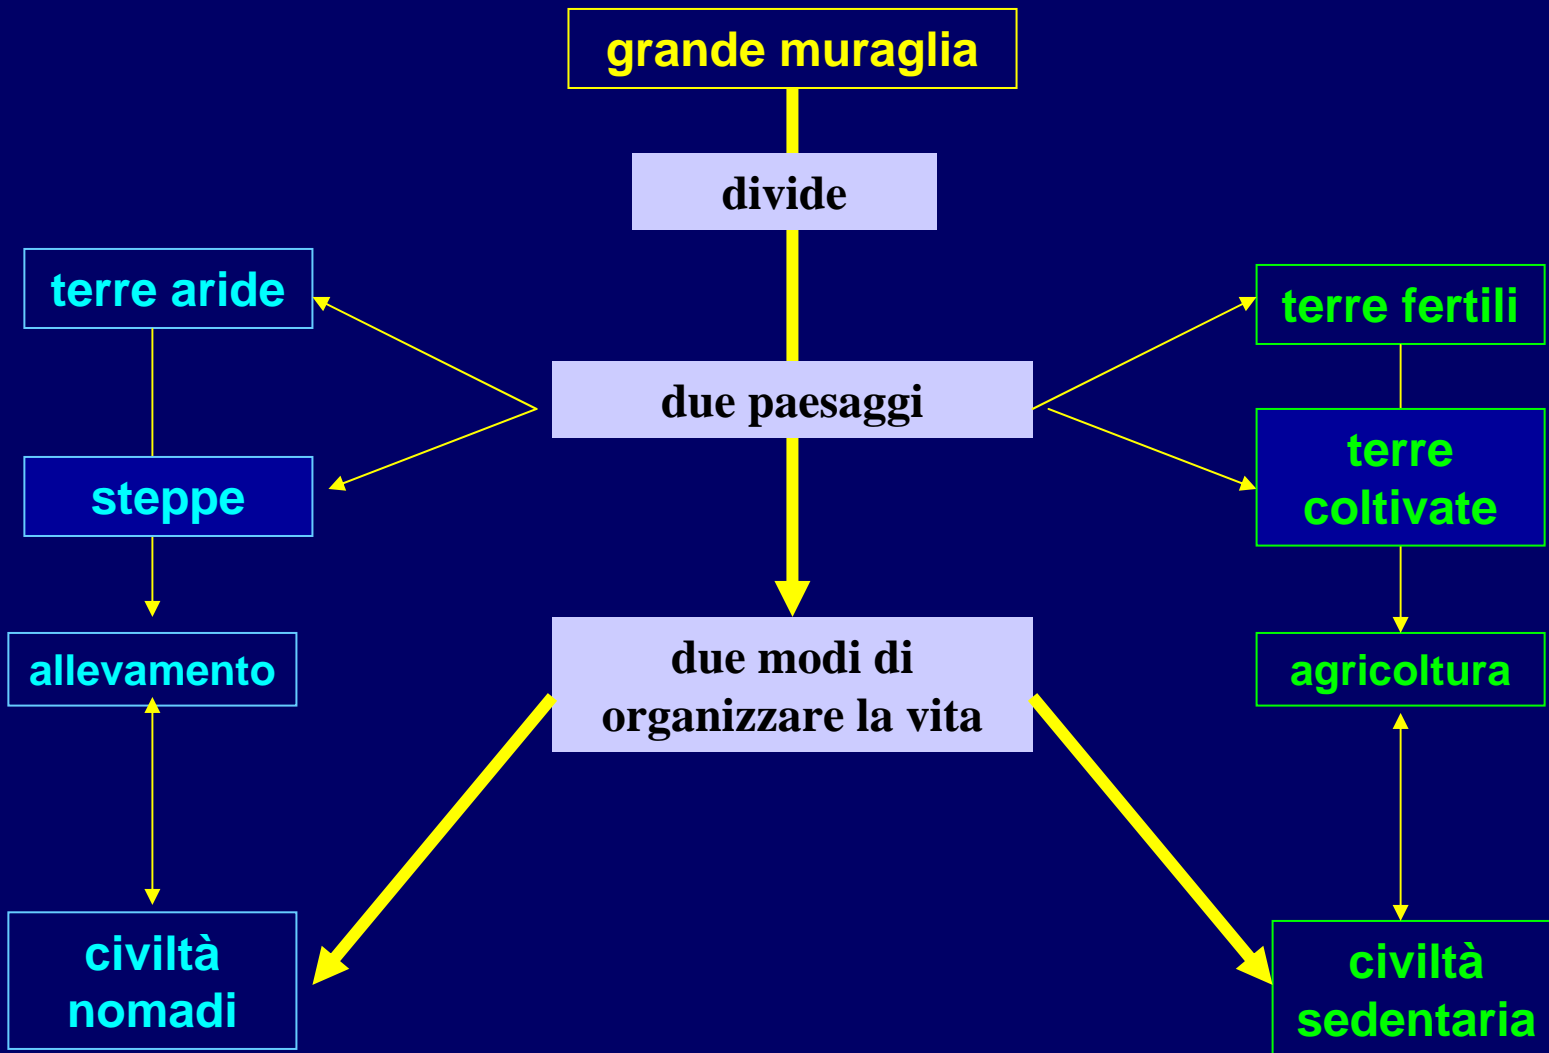 grande muraglia
divide
terre aride
terre fertili
due paesaggi
steppe
terre
coltivate
allevamento
due modi di
organizzare la vita
agricoltura
civiltà
nomadi
civiltà
sedentaria